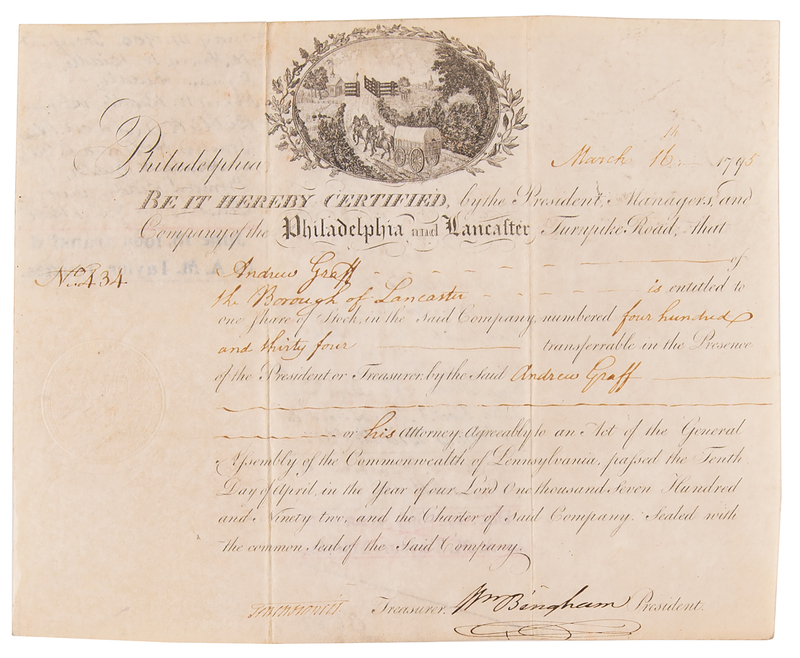 Philadelphia March 16th 1795
BE IT HEREBY CERTIFIED, by the President, Managers, and
Company of the Philadelphia and Lancaster Turnpike Road, that
Andrew Graff of
No. 434
the Borough of Lancaster is entitled to
one Share of Stock, in the said Company, numbered four hundred
and thirty four transferrable in the Presence
of the President or Treasurer, by the Said Andrew Graff
or his Attorney. Agreeably to an Act of the General
Assembly of the Commonwealth of Pennsylvania, passed the Tenth
Day of April, in the Year of our Lord One thousand Seven Hundred
and Ninety two, and the Charter of Said Company. Sealed with
the common Seal of the Said Company.
Treasurer. Wm Bingham President.